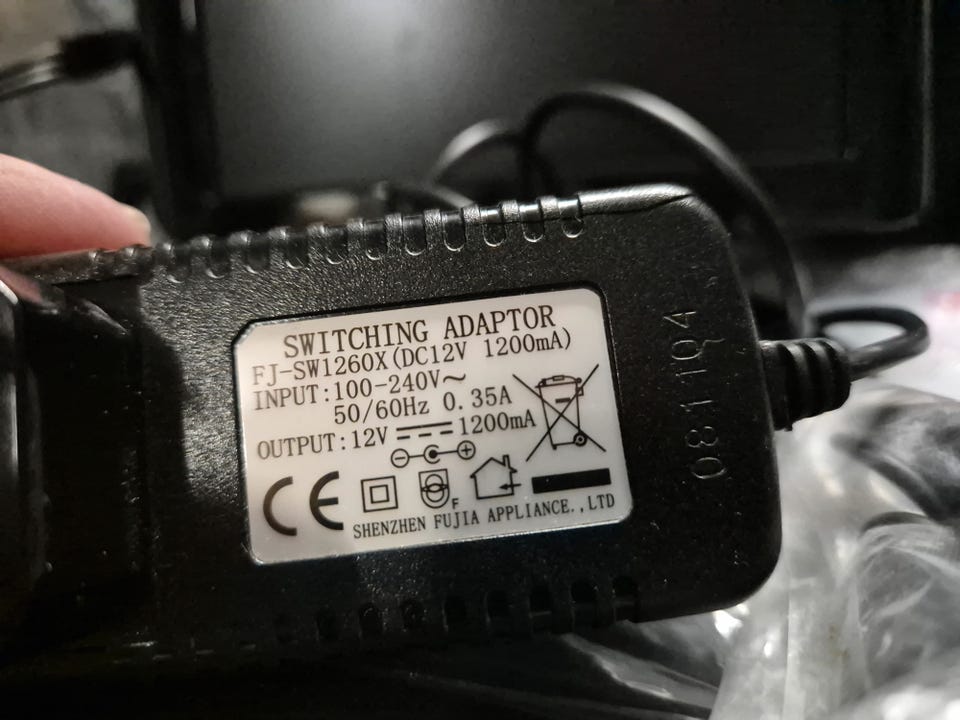 SWITCHING ADAPTOR
FJ-SW1260X(DC12V 1200mA)
INPUT:100-240V~
50/60Hz 0.35A
OUTPUT:12V ⎓ 1200mA
- +
CE F
SHENZHEN FUJIA APPLIANCE.,LTD
0811104